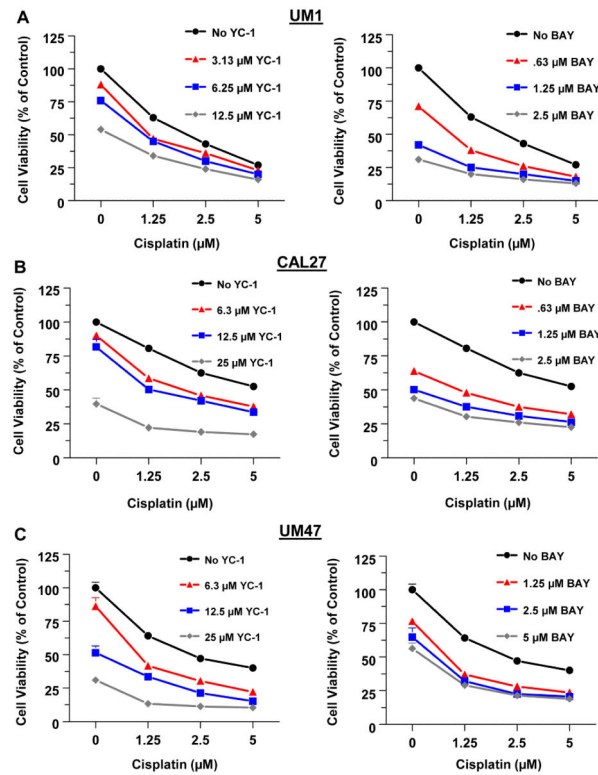 A
UM1
Cell Viability (% of Control)
125
100
75
50
25
0
No YC-1
3.13 µM YC-1
6.25 µM YC-1
12.5 µM YC-1
0 1.25 2.5 5
Cisplatin (µM)
Cell Viability (% of Control)
125
100
75
50
25
0
No BAY
.63 µM BAY
1.25 µM BAY
2.5 µM BAY
0 1.25 2.5 5
Cisplatin (µM)
B
CAL27
Cell Viability (% of Control)
125
100
75
50
25
0
No YC-1
6.3 µM YC-1
12.5 µM YC-1
25 µM YC-1
0 1.25 2.5 5
Cisplatin (µM)
Cell Viability (% of Control)
125
100
75
50
25
0
No BAY
.63 µM BAY
1.25 µM BAY
2.5 µM BAY
0 1.25 2.5 5
Cisplatin (µM)
C
UM47
Cell Viability (% of Control)
125
100
75
50
25
0
No YC-1
6.3 µM YC-1
12.5 µM YC-1
25 µM YC-1
0 1.25 2.5 5
Cisplatin (µM)
Cell Viability (% of Control)
125
100
75
50
25
0
No BAY
1.25 µM BAY
2.5 µM BAY
5 µM BAY
0 1.25 2.5 5
Cisplatin (µM)